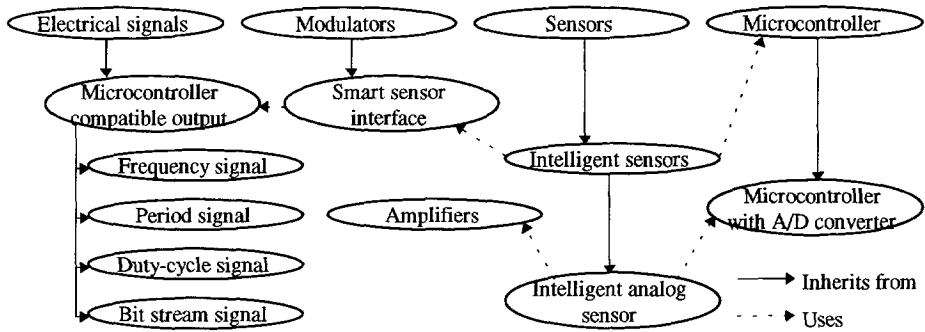 Electrical signals
Modulators
Sensors
Microcontroller
Microcontroller
compatible output
Smart sensor
interface
Frequency signal
Intelligent sensors
Period signal
Amplifiers
Microcontroller
with A/D converter
Duty-cycle signal
Intelligent analog
sensor
Inherits from
Bit stream signal
Uses